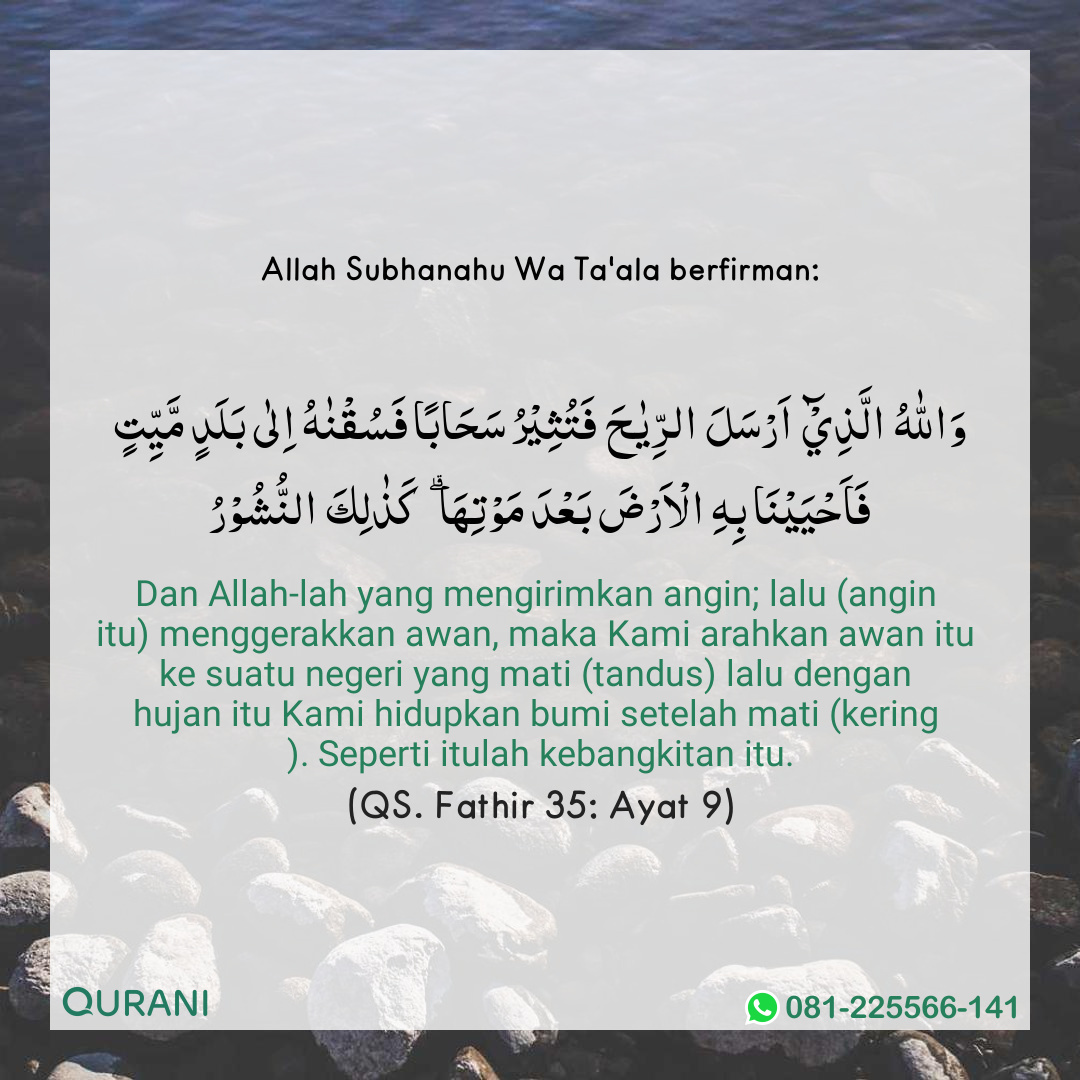 Allah Subhanahu Wa Ta'ala berfirman:
وَاللّٰهُ الَّذِيْٓ اَرْسَلَ الرِّيٰحَ فَتُثِيْرُ سَحَابًا فَسُقْنٰهُ اِلٰى بَلَدٍ مَّيِّتٍ
فَاَحْيَيْنَا بِهِ الْاَرْضَ بَعْدَ مَوْتِهَاۗ كَذٰلِكَ النُّشُوْرُ
Dan Allah-lah yang mengirimkan angin; lalu (angin
itu) menggerakkan awan, maka Kami arahkan awan itu
ke suatu negeri yang mati (tandus) lalu dengan
hujan itu Kami hidupkan bumi setelah mati (kering
). Seperti itulah kebangkitan itu.
(QS. Fathir 35: Ayat 9)
QURANI
081-225566-141